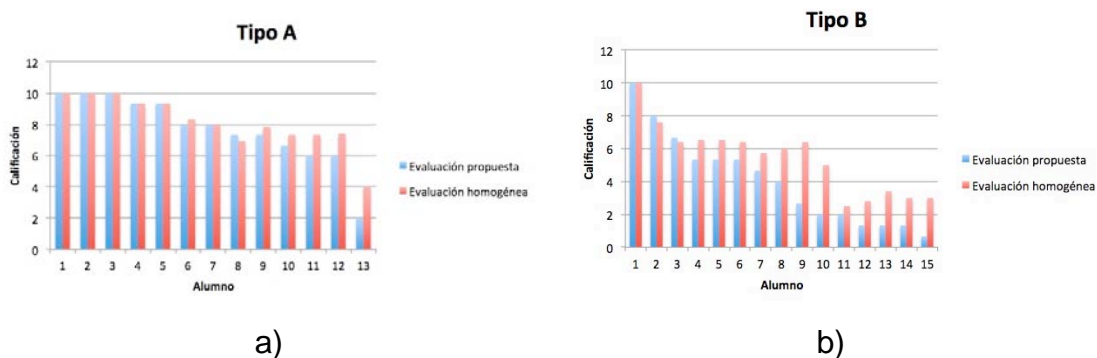 Tipo A
12
10
8
6
4
2
0
Calificación
1 2 3 4 5 6 7 8 9 10 11 12 13
Alumno
Evaluación propuesta
Evaluación homogénea
a)
Tipo B
12
10
8
6
4
2
0
Calificación
1 2 3 4 5 6 7 8 9 10 11 12 13 14 15
Alumno
Evaluación propuesta
Evaluación homogénea
b)